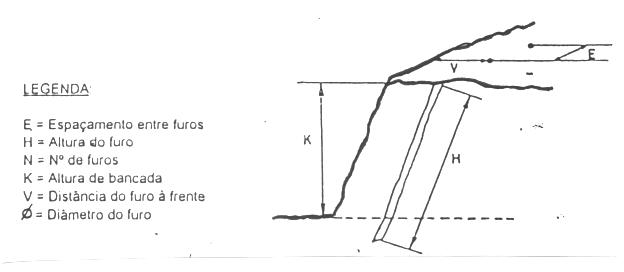 LEGENDA:
E = Espaçamento entre furos
H = Altura do furo
N = Nº de furos
K = Altura de bancada
V = Distância do furo à frente
Ø = Diâmetro do furo
E
V
K
H